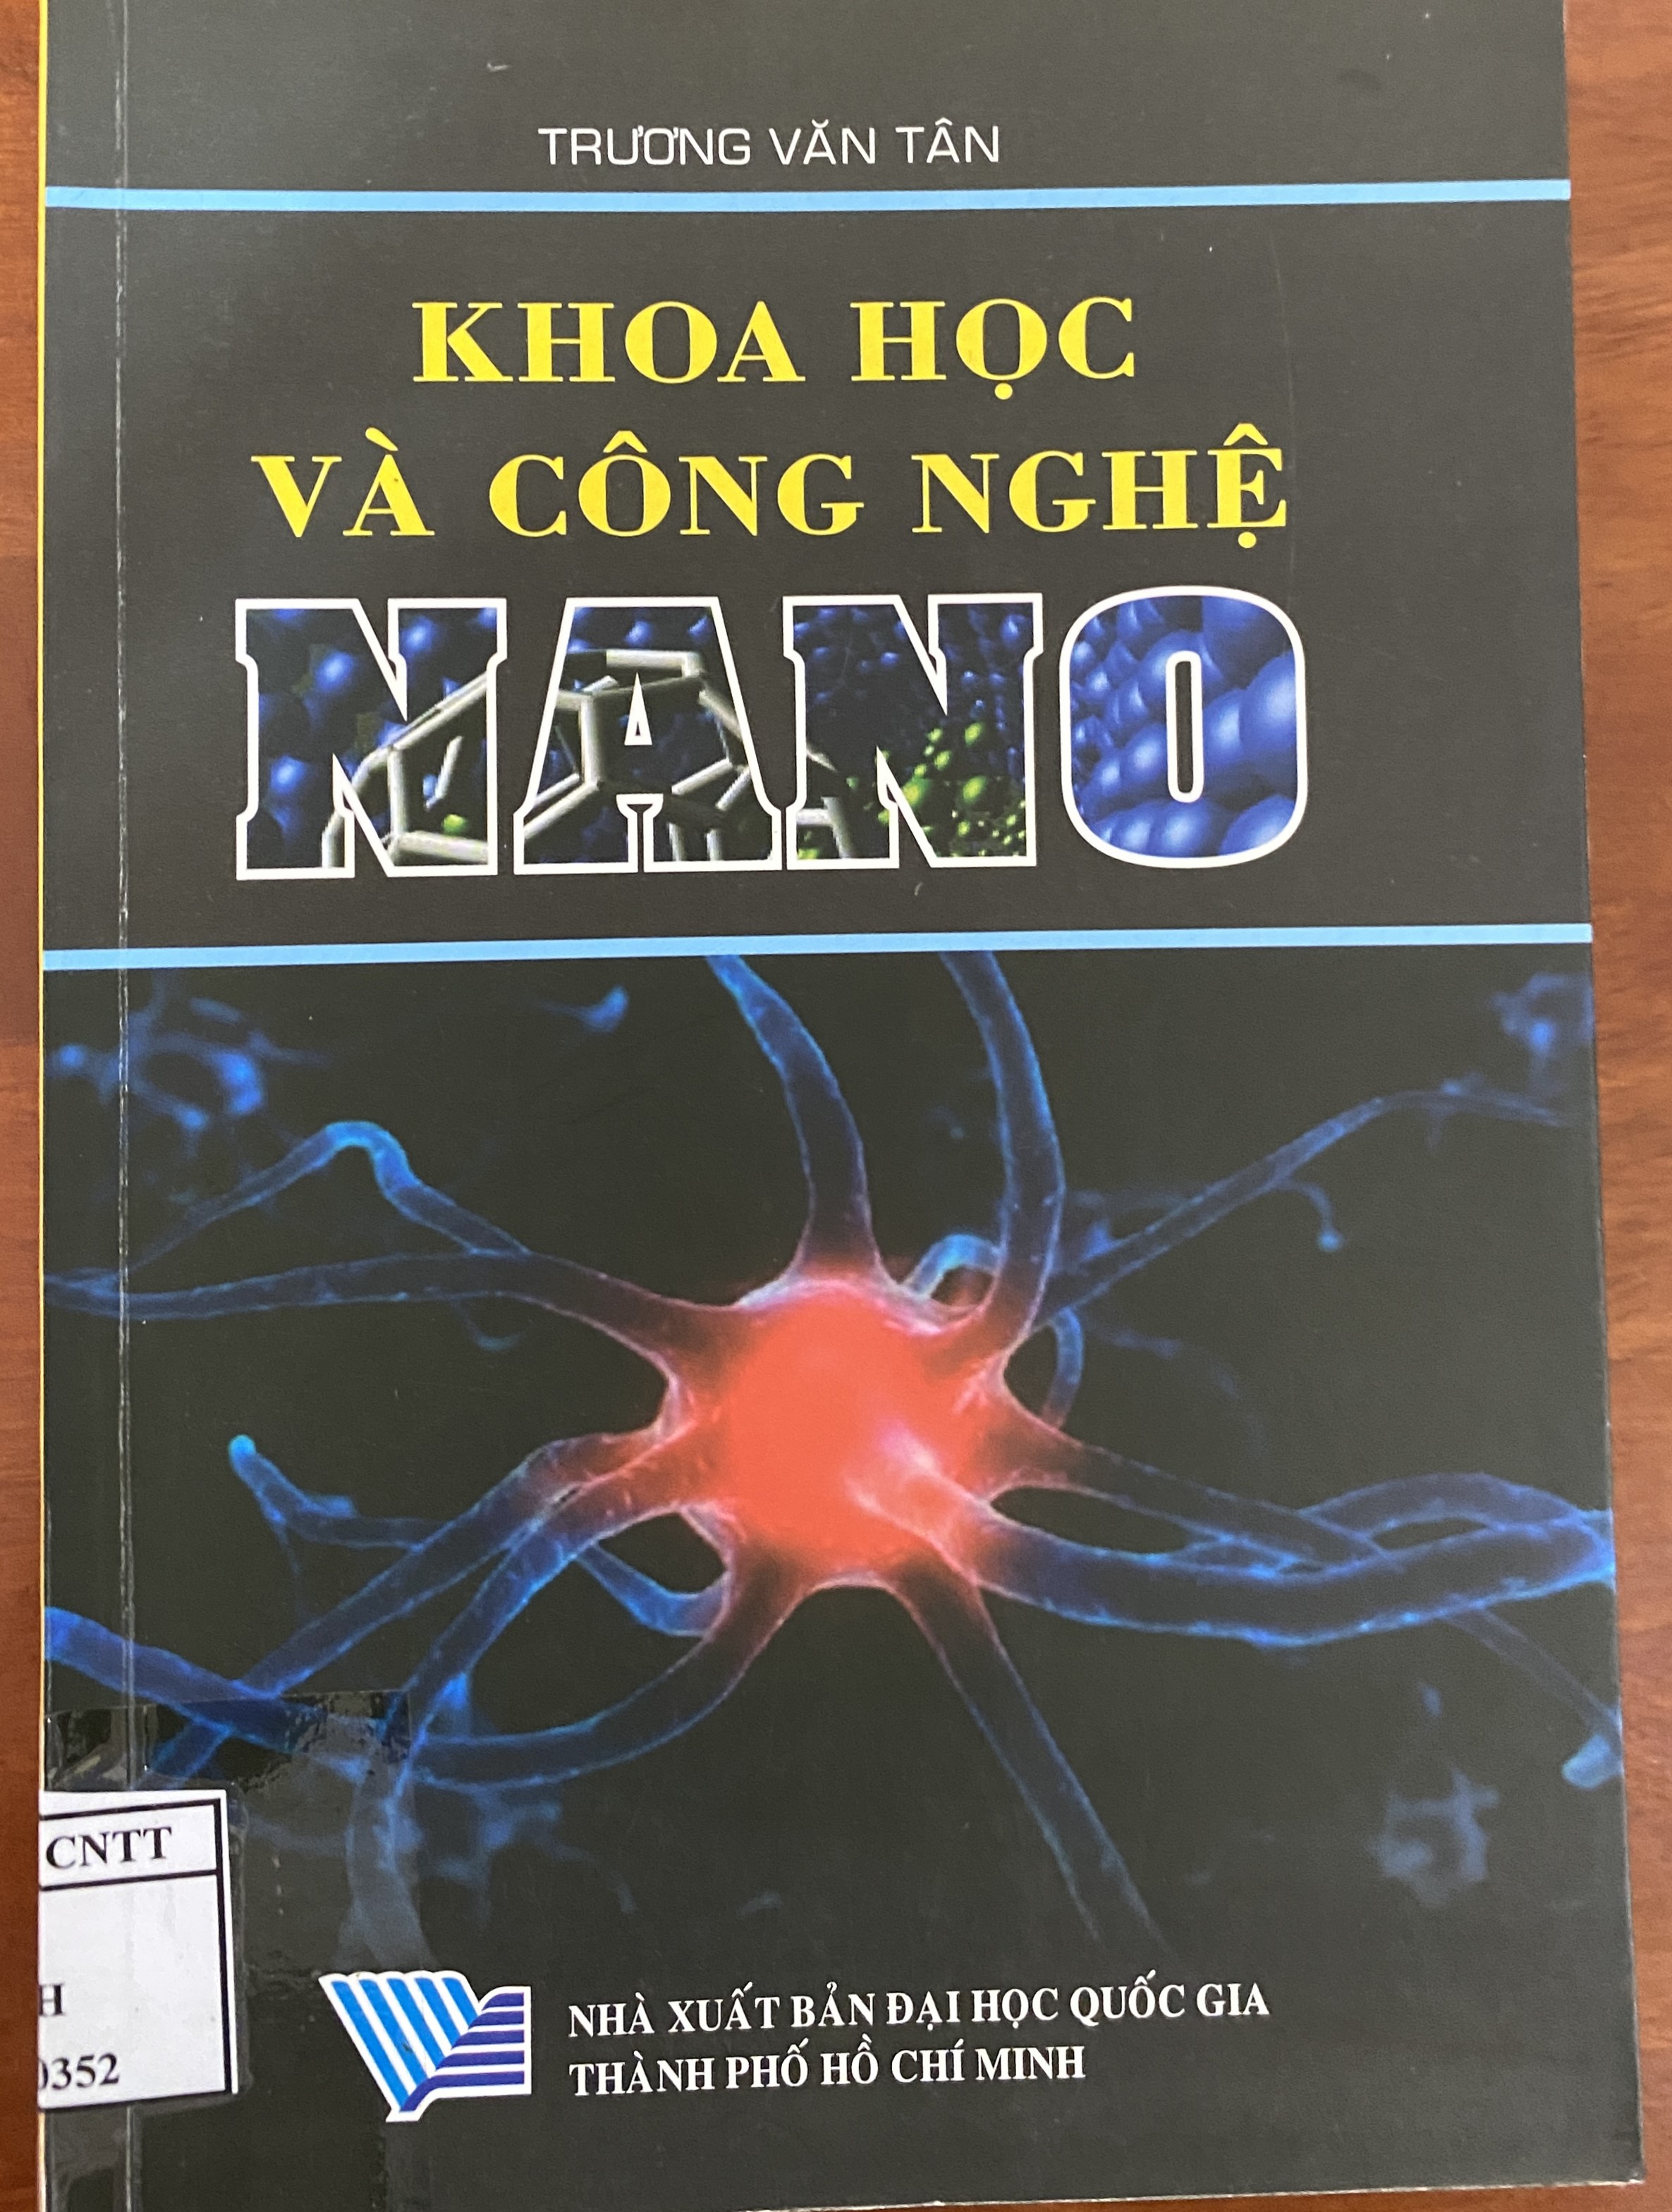 TRƯƠNG VĂN TÂN
KHOA HỌC
VÀ CÔNG NGHỆ
NANO
CNTT
H
0352
NHÀ XUẤT BẢN ĐẠI HỌC QUỐC GIA
THÀNH PHỐ HỒ CHÍ MINH